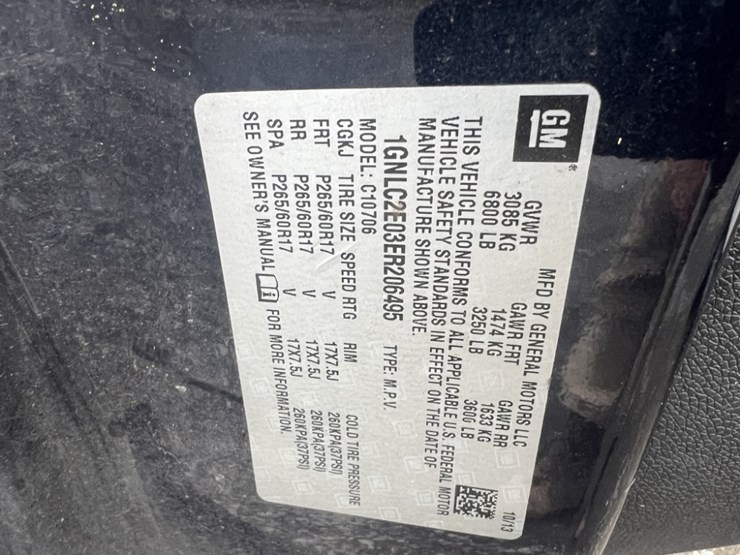 GM
MFD BY GENERAL MOTORS LLC 10/13
GVWR GAWR FRT GAWR RR
3085 KG 1474 KG 1633 KG
6800 LB 3250 LB 3600 LB
THIS VEHICLE CONFORMS TO ALL APPLICABLE U.S. FEDERAL MOTOR
VEHICLE SAFETY STANDARDS IN EFFECT ON THE DATE OF
MANUFACTURE SHOWN ABOVE.
1GNLC2E03ER206495 TYPE: M.P.V.
MODEL: C10706
CGKJ TIRE SIZE SPEED RTG RIM COLD TIRE PRESSURE
FRT P265/60R17 V 17X7.5J 260KPA(37PSI)
RR P265/60R17 V 17X7.5J 260KPA(37PSI)
SPA P265/60R17 V 17X7.5J 260KPA(37PSI)
SEE OWNER'S MANUAL FOR MORE INFORMATION.